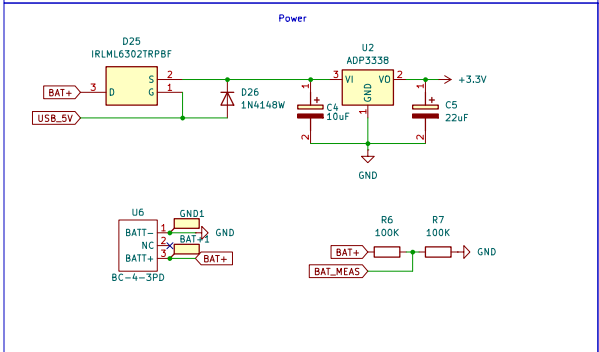 Power
D25
IRLML6302TRPBF
BAT+ 3 D S 2
G 1
USB_5V
D26
1N4148W
U2
ADP3338
3 VI VO 2
GND
1
+3.3V
1
+
C4
10uF
2
1
+
C5
22uF
2
GND
U6
BATT- 1
NC 2
BATT+ 3
BC-4-3PD
GND1
GND
BAT+1
BAT+
R6
100K
R7
100K
BAT+
GND
BAT_MEAS